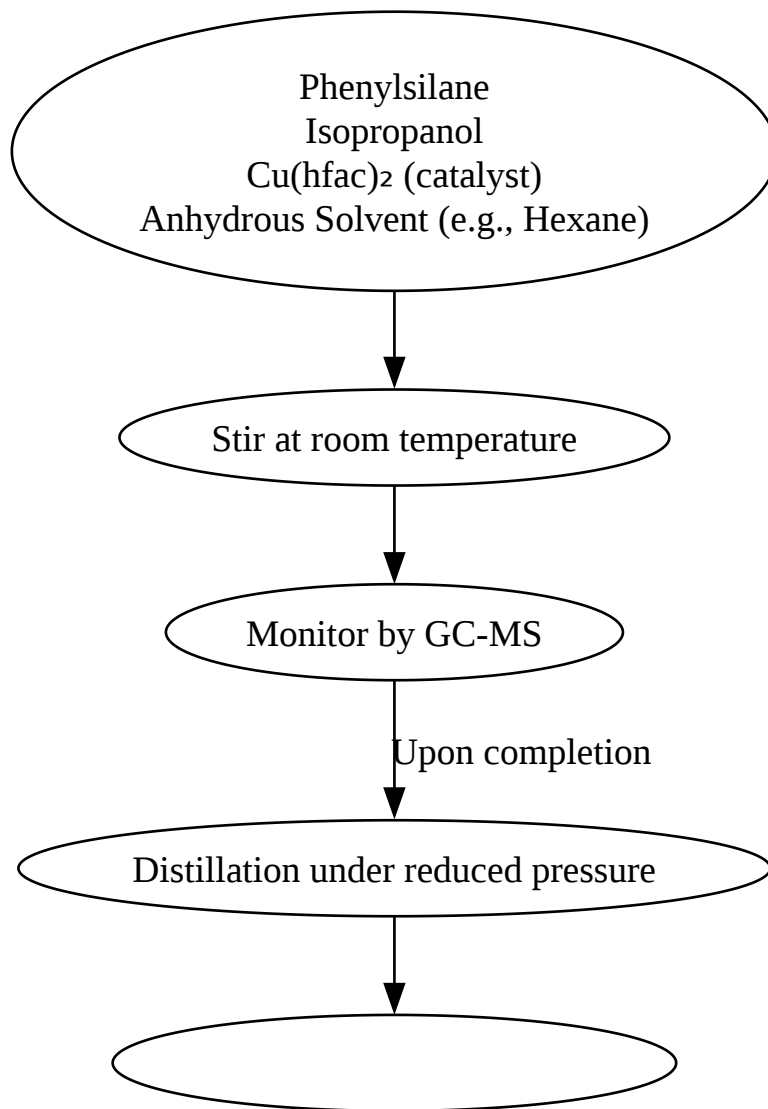 Phenylsilane
Isopropanol
Cu(hfac)₂ (catalyst)
Anhydrous Solvent (e.g., Hexane)
Stir at room temperature
Monitor by GC-MS
Upon completion
Distillation under reduced pressure